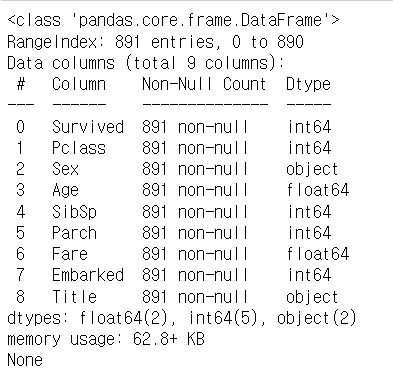 <class 'pandas.core.frame.DataFrame'>
RangeIndex: 891 entries, 0 to 890
Data columns (total 9 columns):
 #   Column    Non-Null Count  Dtype
---  ------    --------------  -----
 0   Survived  891 non-null    int64
 1   Pclass    891 non-null    int64
 2   Sex       891 non-null    object
 3   Age       891 non-null    float64
 4   SibSp     891 non-null    int64
 5   Parch     891 non-null    int64
 6   Fare      891 non-null    float64
 7   Embarked  891 non-null    int64
 8   Title     891 non-null    object
dtypes: float64(2), int64(5), object(2)
memory usage: 62.8+ KB
None